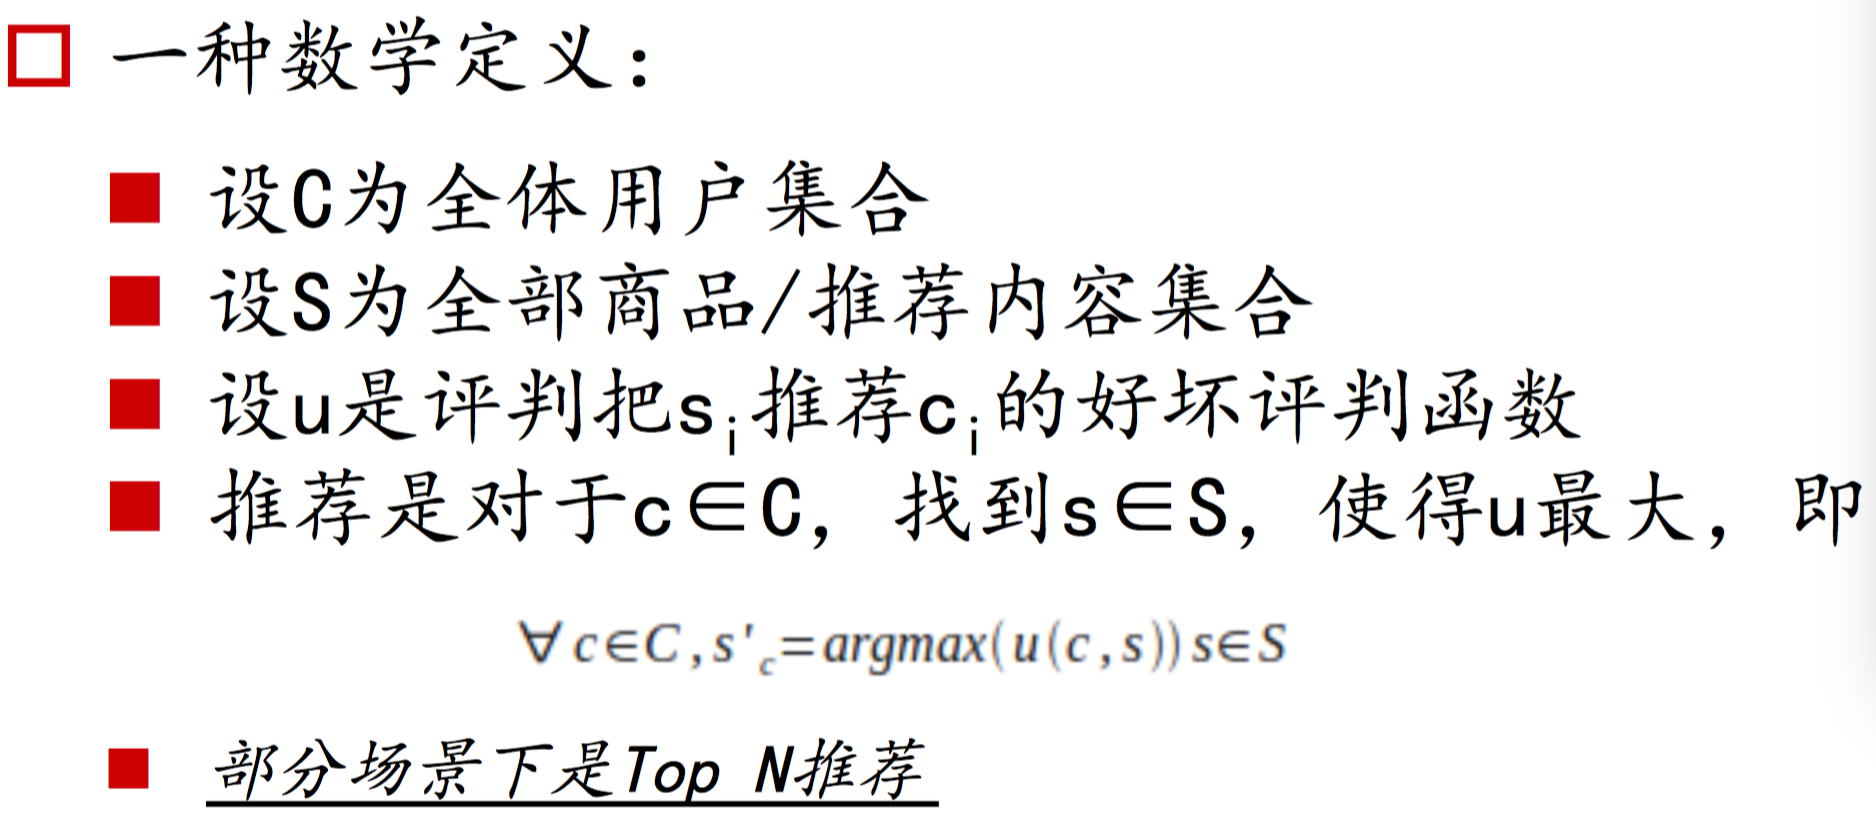 一种数学定义：
设C为全体用户集合
设S为全部商品/推荐内容集合
设u是评判把s_i推荐c_i的好坏评判函数
推荐是对于c∈C，找到s∈S，使得u最大，即
∀c∈C,s'_c=argmax(u(c,s))s∈S
部分场景下是Top N推荐